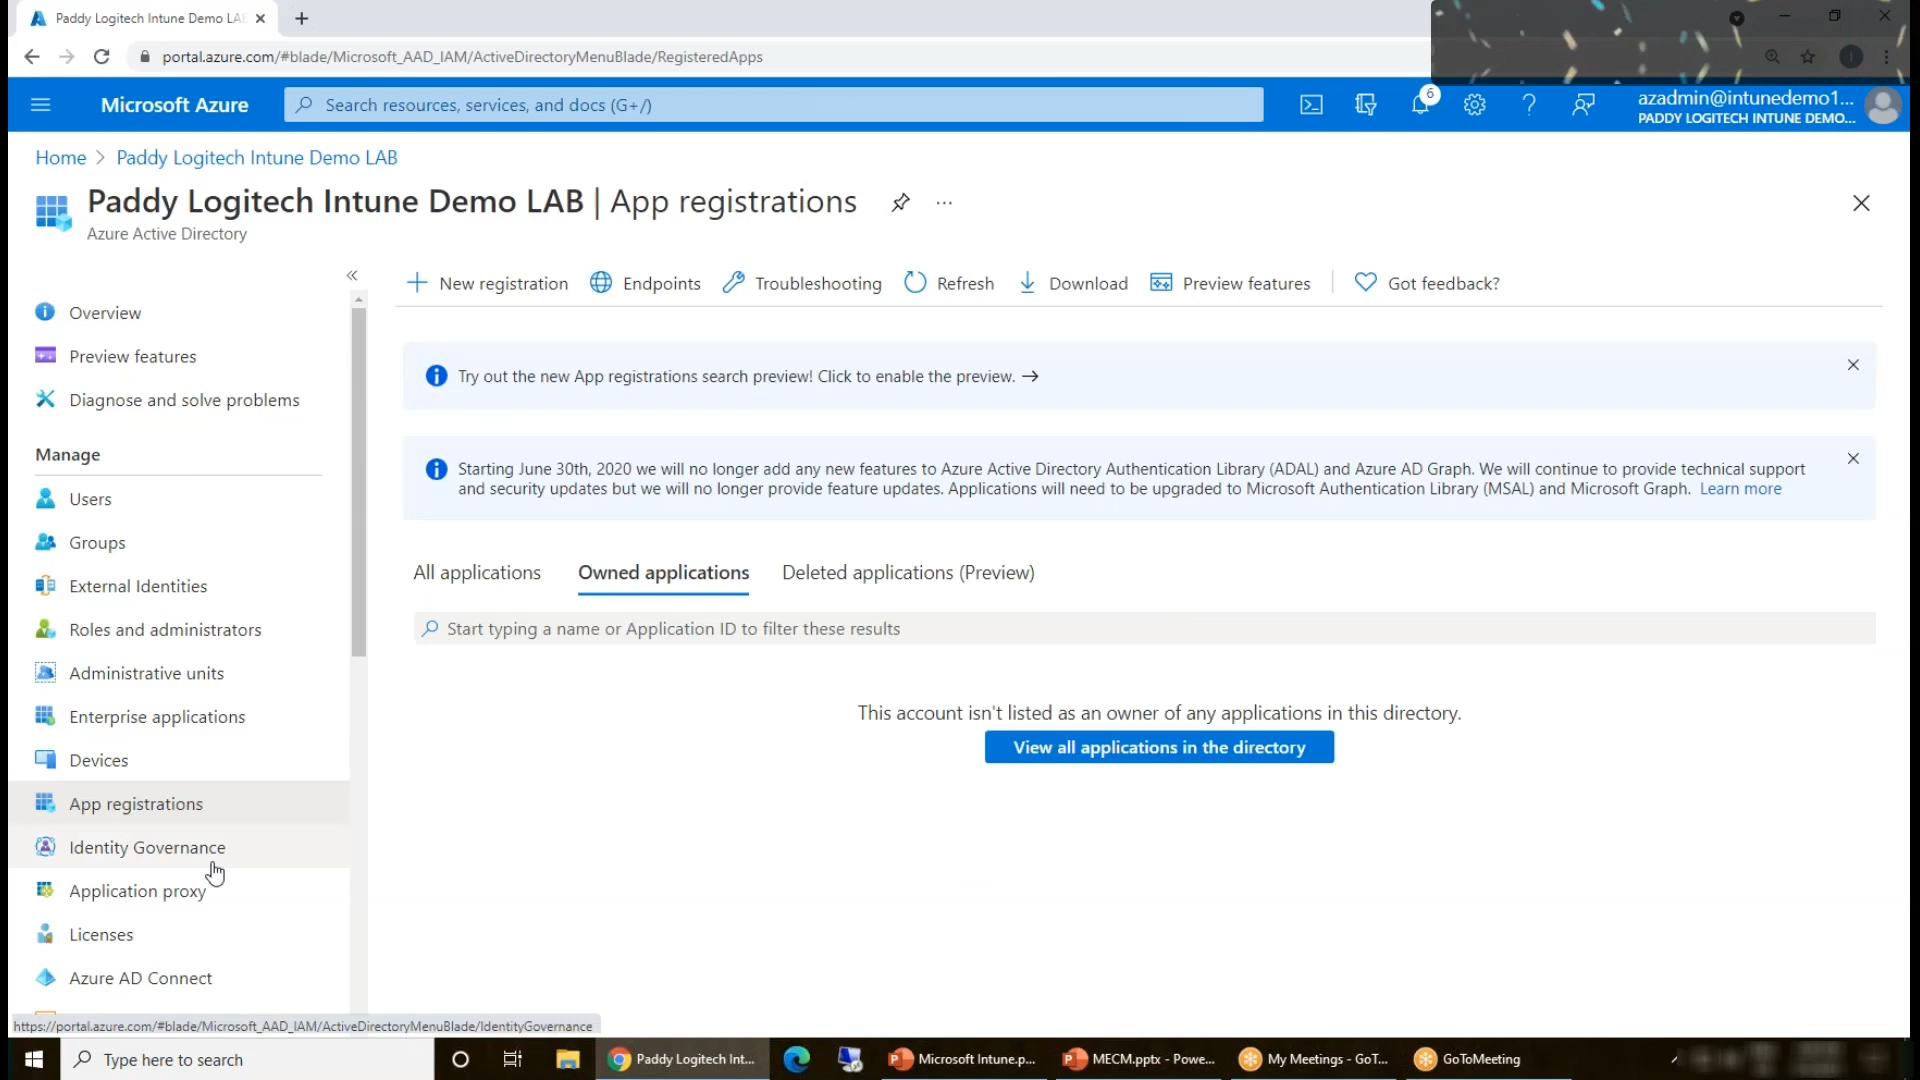 Paddy Logitech Intune Demo LA
portal.azure.com/#blade/Microsoft_AAD_IAM/ActiveDirectoryMenuBlade/RegisteredApps
Microsoft Azure
Search resources, services, and docs (G+/)
6
azadmin@intunedemo1...
PADDY LOGITECH INTUNE DEMO...
Home > Paddy Logitech Intune Demo LAB
Paddy Logitech Intune Demo LAB | App registrations
Azure Active Directory
New registration
Endpoints
Troubleshooting
Refresh
Download
Preview features
Got feedback?
Overview
Preview features
Diagnose and solve problems
Manage
Users
Groups
External Identities
Roles and administrators
Administrative units
Enterprise applications
Devices
App registrations
Identity Governance
Application proxy
Licenses
Azure AD Connect
Try out the new App registrations search preview! Click to enable the preview. →
Starting June 30th, 2020 we will no longer add any new features to Azure Active Directory Authentication Library (ADAL) and Azure AD Graph. We will continue to provide technical support
and security updates but we will no longer provide feature updates. Applications will need to be upgraded to Microsoft Authentication Library (MSAL) and Microsoft Graph. Learn more
All applications
Owned applications
Deleted applications (Preview)
Start typing a name or Application ID to filter these results
This account isn't listed as an owner of any applications in this directory.
View all applications in the directory
https://portal.azure.com/#blade/Microsoft_AAD_IAM/ActiveDirectoryMenuBlade/IdentityGovernance
Type here to search
Paddy Logitech Int...
Microsoft Intune.p...
MECM.pptx - Powe...
My Meetings - GoT...
GoToMeeting